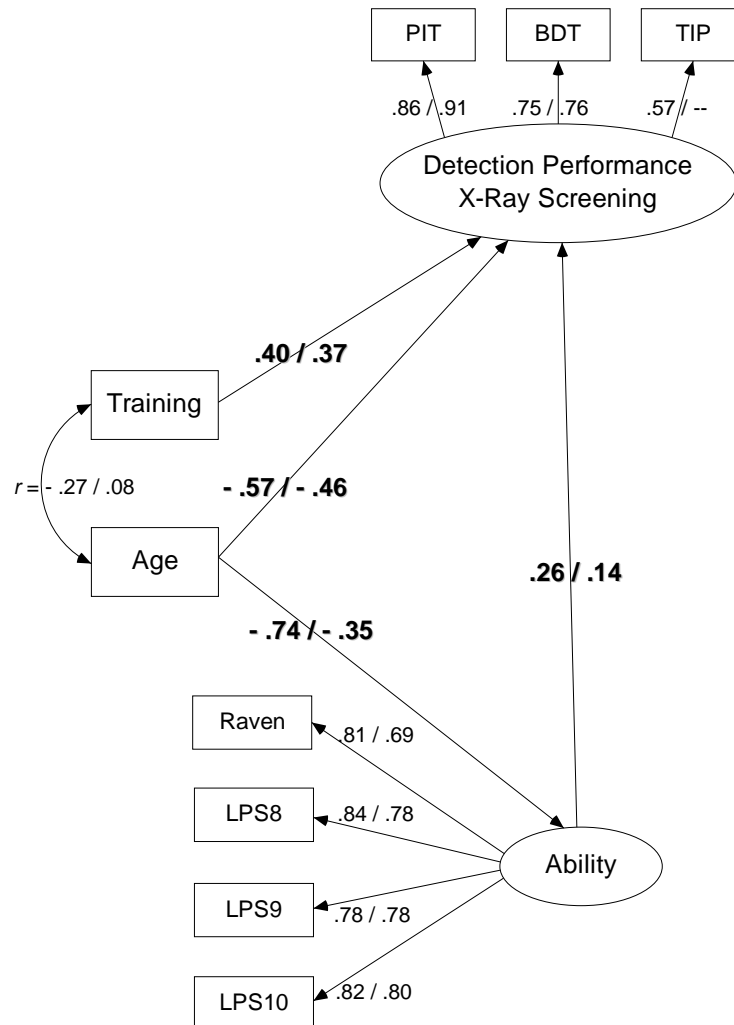 PIT
BDT
TIP
.86 / .91
.75 / .76
.57 / --
Detection Performance
X-Ray Screening
.40 / .37
Training
r = - .27 / .08
- .57 / - .46
Age
.26 / .14
- .74 / - .35
Raven
.81 / .69
LPS8
.84 / .78
Ability
LPS9
.78 / .78
LPS10
.82 / .80